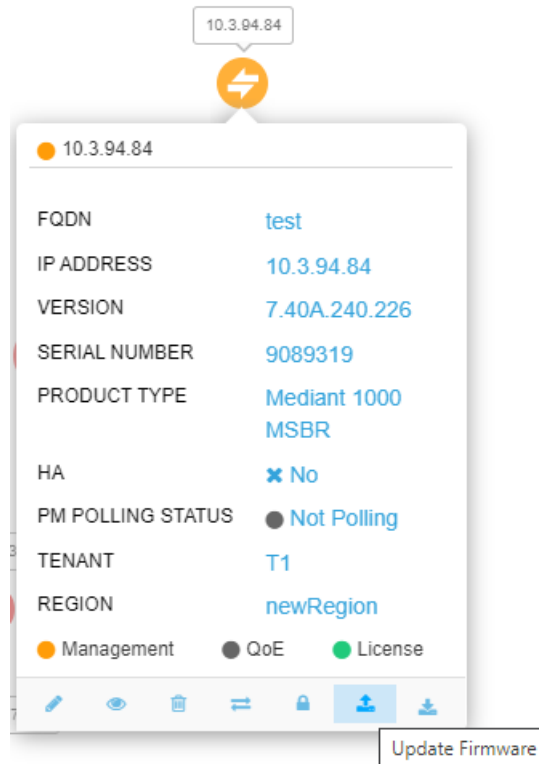 10.3.94.84
10.3.94.84
FQDN test
IP ADDRESS 10.3.94.84
VERSION 7.40A.240.226
SERIAL NUMBER 9089319
PRODUCT TYPE Mediant 1000
MSBR
HA No
PM POLLING STATUS Not Polling
TENANT T1
REGION newRegion
Management QoE License
Update Firmware